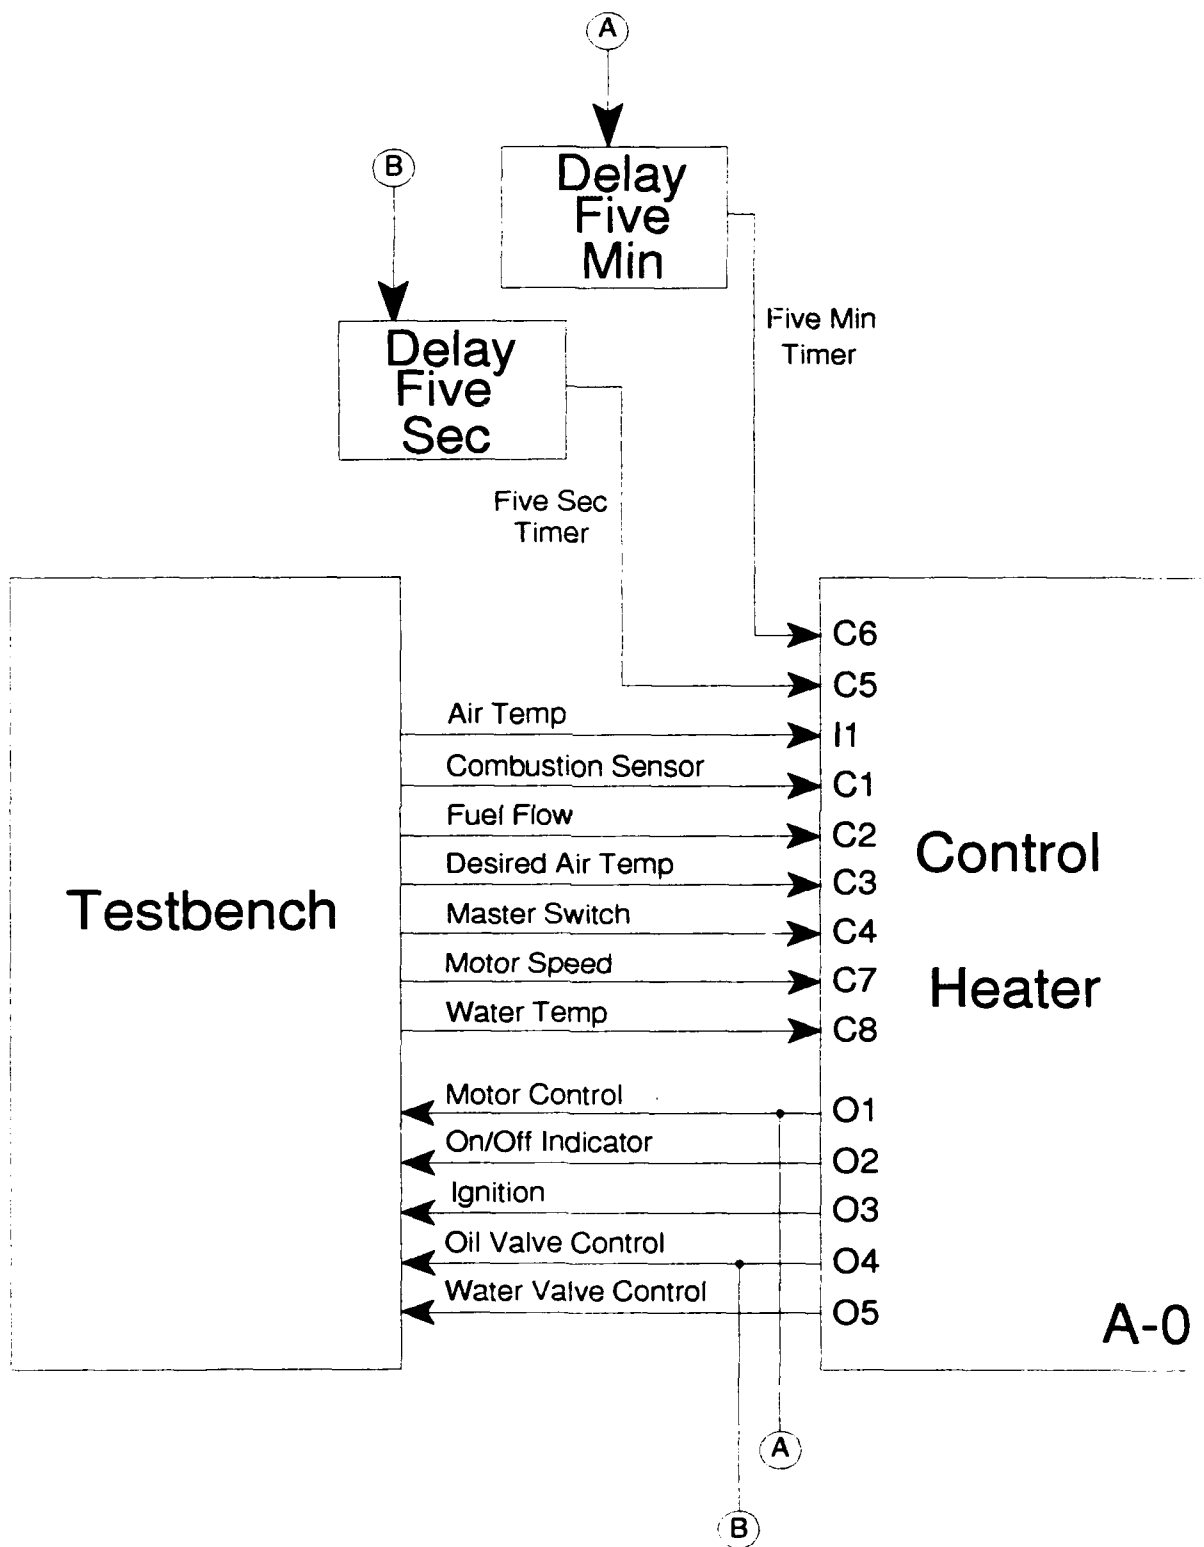 A
B
Delay
Five
Min
Five Min
Timer
Delay
Five
Sec
Five Sec
Timer
C6
C5
Air Temp
I1
Combustion Sensor
C1
Fuel Flow
C2
Desired Air Temp
C3
Master Switch
C4
Motor Speed
C7
Water Temp
C8
Testbench
Control
Heater
Motor Control
O1
On/Off Indicator
O2
Ignition
O3
Oil Valve Control
O4
Water Valve Control
O5
A-0
A
B